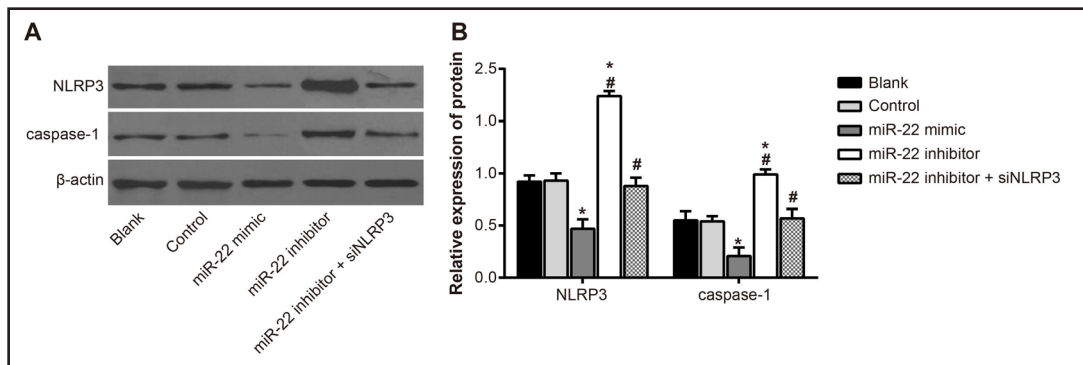 A
NLRP3
caspase-1
β-actin
Blank
Control
miR-22 mimic
miR-22 inhibitor
miR-22 inhibitor + siNLRP3
B
Relative expression of protein
2.5
1.0
1.0
0.5
0.0
*
*
#
#
*
*
#
#
NLRP3
caspase-1
Blank
Control
miR-22 mimic
miR-22 inhibitor
miR-22 inhibitor + siNLRP3